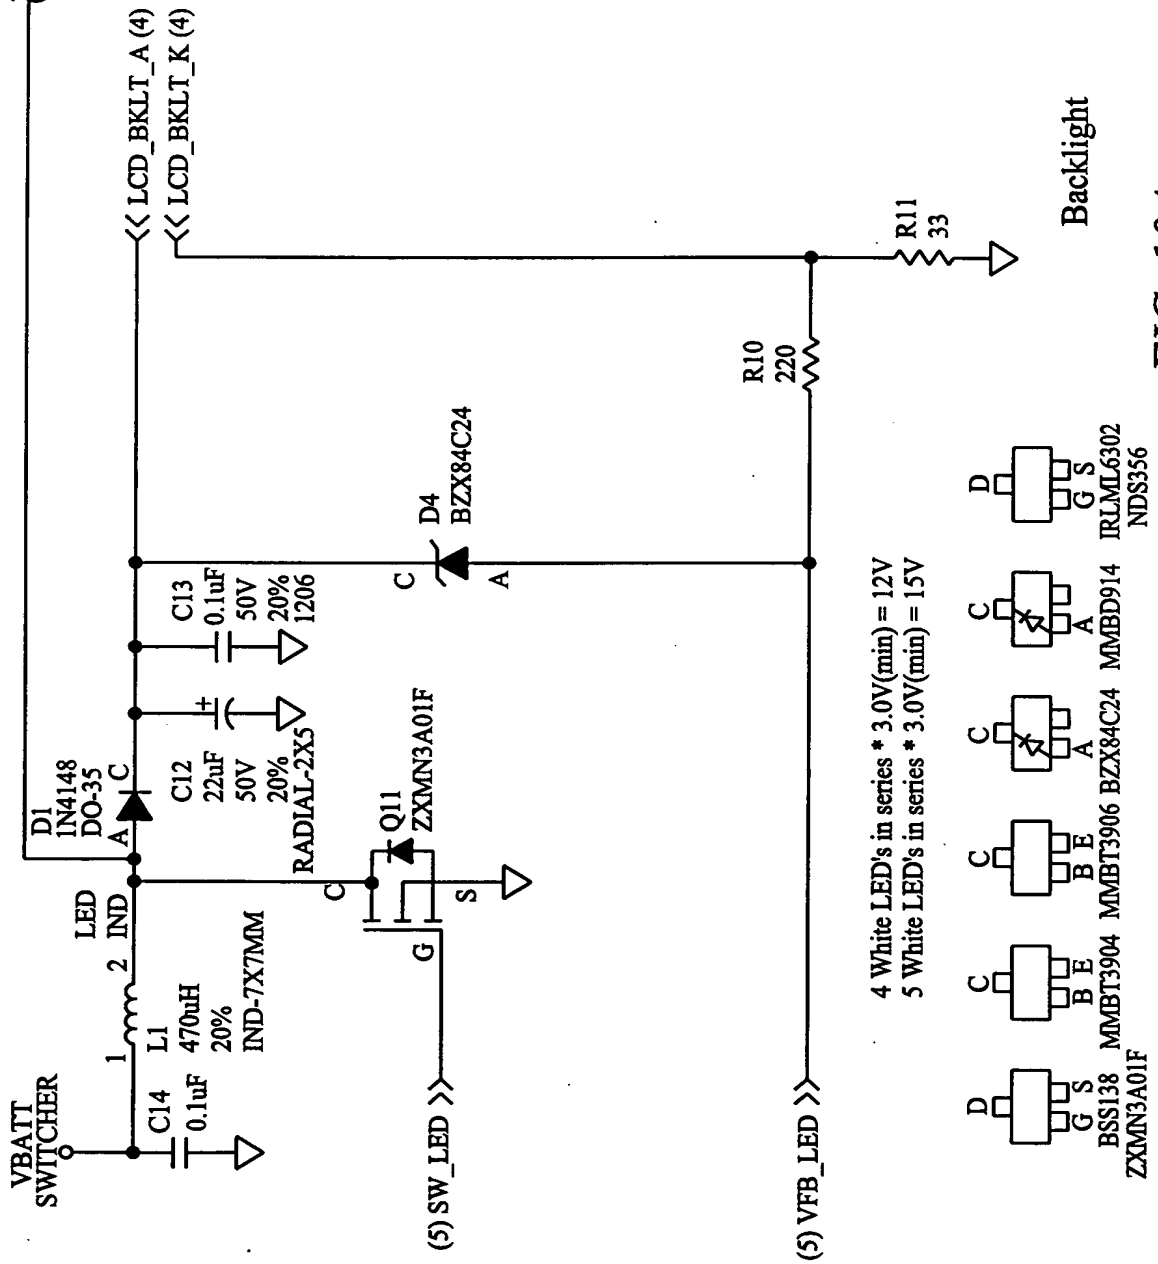 VBATT
SWITCHER
C14
0.1uF
1
2
L1
470uH
20%
IND-7X7MM
LED
IND
D1
1N4148
DO-35
A
C
C12
22uF
50V
20%
RADIAL-2X5
+
C13
0.1uF
50V
20%
1206
LCD_BKLT_A (4)
LCD_BKLT_K (4)
C
G
S
Q11
ZXMN3A01F
(5) SW_LED
C
A
D4
BZX84C24
R10
220
R11
33
(5) VFB_LED
4 White LED's in series * 3.0V(min) = 12V
5 White LED's in series * 3.0V(min) = 15V
Backlight
D
G S
BSS138
ZXMN3A01F
C
B E
MMBT3904
C
B E
MMBT3906
C
A
BZX84C24
C
A
MMBD914
D
G S
IRLML6302
NDS356